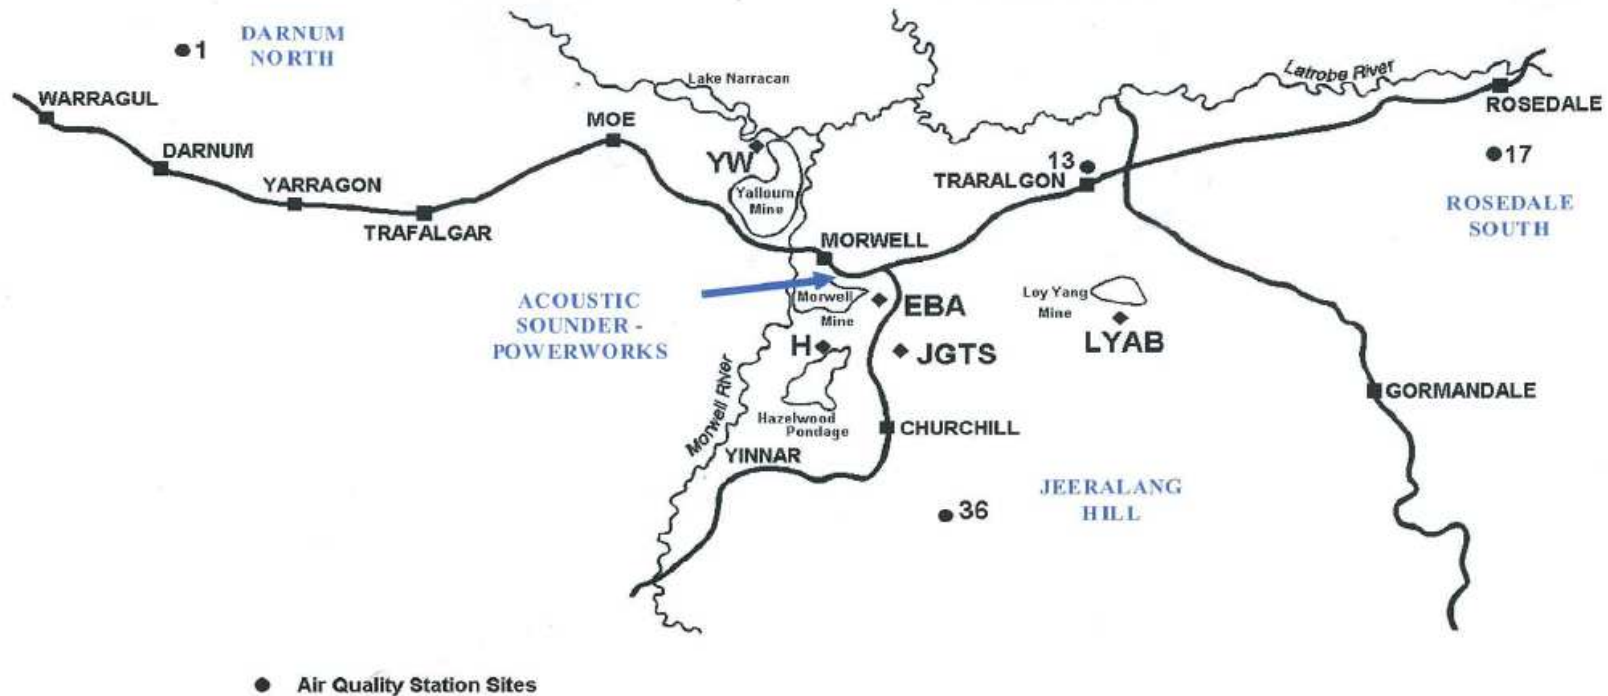 DARNUM
NORTH
1
WARRAGUL
DARNUM
YARRAGON
TRAFALGAR
MOE
Lake Narracan
YW
Yallourn
Mine
MORWELL
Latrobe River
ROSEDALE
13
TRARALGON
17
ROSEDALE
SOUTH
ACOUSTIC
SOUNDER -
POWERWORKS
Morwell
Mine
EBA
Loy Yang
Mine
LYAB
H
JGTS
Morwell River
Hazelwood
Pondage
CHURCHILL
GORMANDALE
YINNAR
JEERALANG
HILL
36
Air Quality Station Sites